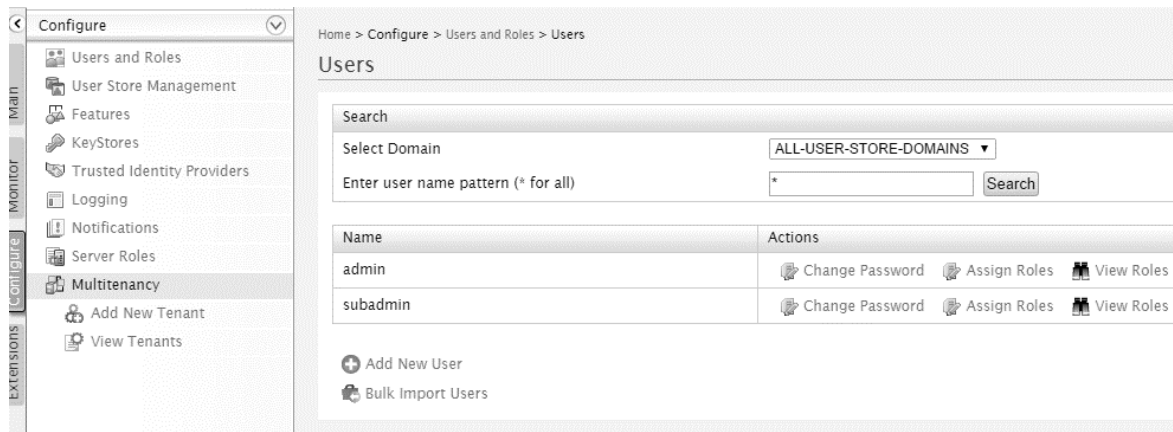 Main
Monitor
Configure
Extensions
Configure
Users and Roles
User Store Management
Features
KeyStores
Trusted Identity Providers
Logging
Notifications
Server Roles
Multitenancy
Add New Tenant
View Tenants
Home > Configure > Users and Roles > Users
Users
Search
Select Domain ALL-USER-STORE-DOMAINS
Enter user name pattern (* for all) * Search
Name Actions
admin Change Password Assign Roles View Roles
subadmin Change Password Assign Roles View Roles
Add New User
Bulk Import Users